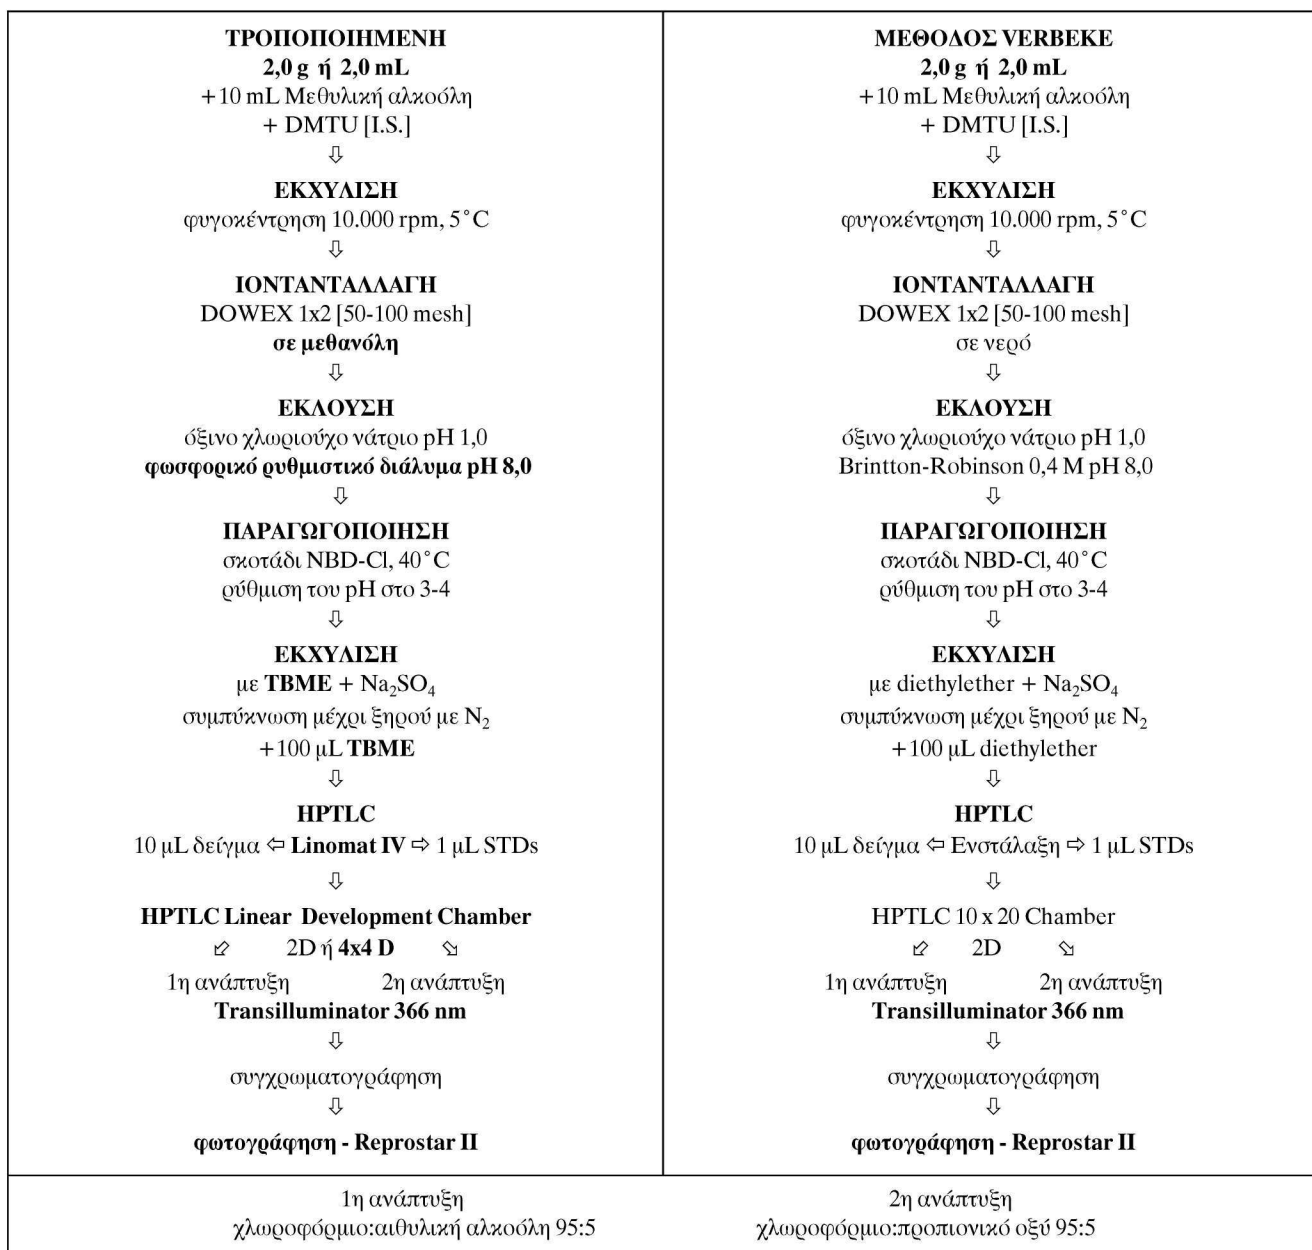 ΤΡΟΠΟΠΟΙΗΜΕΝΗ
2,0 g ή 2,0 mL
+10 mL Μεθυλική αλκοόλη
+ DMTU [I.S.]
⇩
ΕΚΧΥΛΙΣΗ
φυγοκέντρηση 10.000 rpm, 5˚C
⇩
ΙΟΝΤΑΝΤΑΛΛΑΓΗ
DOWEX 1x2 [50-100 mesh]
σε μεθανόλη
⇩
ΕΚΛΟΥΣΗ
όξινο χλωριούχο νάτριο pH 1,0
φωσφορικό ρυθμιστικό διάλυμα pH 8,0
⇩
ΠΑΡΑΓΩΓΟΠΟΙΗΣΗ
σκοτάδι NBD-Cl, 40˚C
ρύθμιση του pH στο 3-4
⇩
ΕΚΧΥΛΙΣΗ
με TBME + Na₂SO₄
συμπύκνωση μέχρι ξηρού με N₂
+100 μL TBME
⇩
HPTLC
10 μL δείγμα ⇦ Linomat IV ⇨ 1 μL STDs
⇩
HPTLC Linear Development Chamber
⬃ 2D ή 4x4 D ⬂
1η ανάπτυξη 2η ανάπτυξη
Transilluminator 366 nm
⇩
συγχρωματογράφηση
⇩
φωτογράφηση - Reprostar II
ΜΕΘΟΔΟΣ VERBEKE
2,0 g ή 2,0 mL
+10 mL Μεθυλική αλκοόλη
+ DMTU [I.S.]
⇩
ΕΚΧΥΛΙΣΗ
φυγοκέντρηση 10.000 rpm, 5˚C
⇩
ΙΟΝΤΑΝΤΑΛΛΑΓΗ
DOWEX 1x2 [50-100 mesh]
σε νερό
⇩
ΕΚΛΟΥΣΗ
όξινο χλωριούχο νάτριο pH 1,0
Brintton-Robinson 0,4 M pH 8,0
⇩
ΠΑΡΑΓΩΓΟΠΟΙΗΣΗ
σκοτάδι NBD-Cl, 40˚C
ρύθμιση του pH στο 3-4
⇩
ΕΚΧΥΛΙΣΗ
με diethylether + Na₂SO₄
συμπύκνωση μέχρι ξηρού με N₂
+100 μL diethylether
⇩
HPTLC
10 μL δείγμα ⇦ Ενστάλαξη ⇨ 1 μL STDs
⇩
HPTLC 10 x 20 Chamber
⬃ 2D ⬂
1η ανάπτυξη 2η ανάπτυξη
Transilluminator 366 nm
⇩
συγχρωματογράφηση
⇩
φωτογράφηση - Reprostar II
1η ανάπτυξη 2η ανάπτυξη
χλωροφόρμιο:αιθυλική αλκοόλη 95:5 χλωροφόρμιο:προπιονικό οξύ 95:5